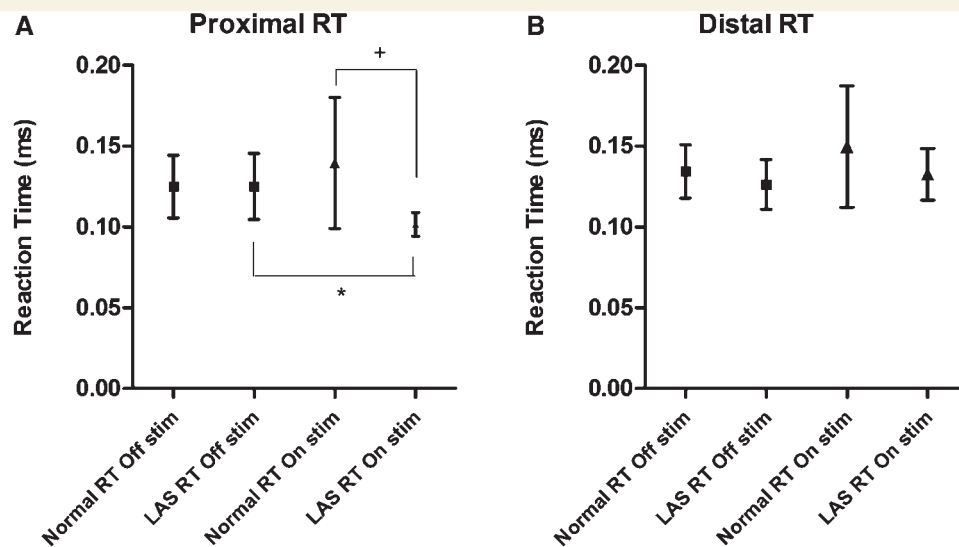 A
Proximal RT
Reaction Time (ms)
0.20
0.15
0.10
0.05
0.00
+
*
Normal RT Off stim
LAS RT Off stim
Normal RT On stim
LAS RT On stim
B
Distal RT
Reaction Time (ms)
0.20
0.15
0.10
0.05
0.00
Normal RT Off stim
LAS RT Off stim
Normal RT On stim
LAS RT On stim